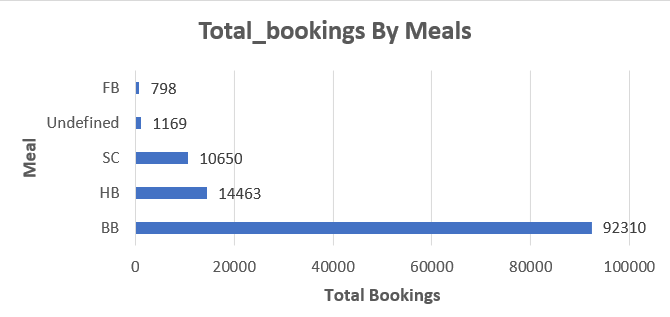 Total_bookings By Meals
FB 798
Undefined 1169
SC 10650
HB 14463
BB 92310
Meal
0 20000 40000 60000 80000 100000
Total Bookings